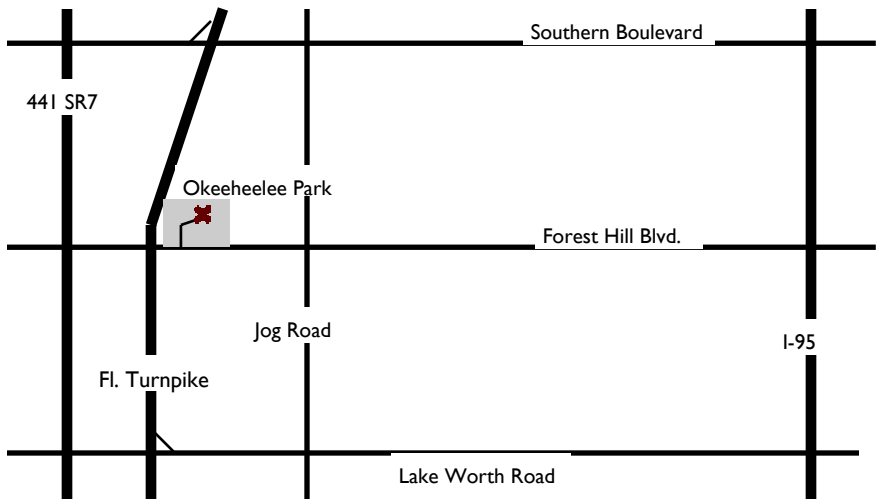 Southern Boulevard
441 SR7
Okeeheelee Park
Forest Hill Blvd.
Jog Road
I-95
Fl. Turnpike
Lake Worth Road